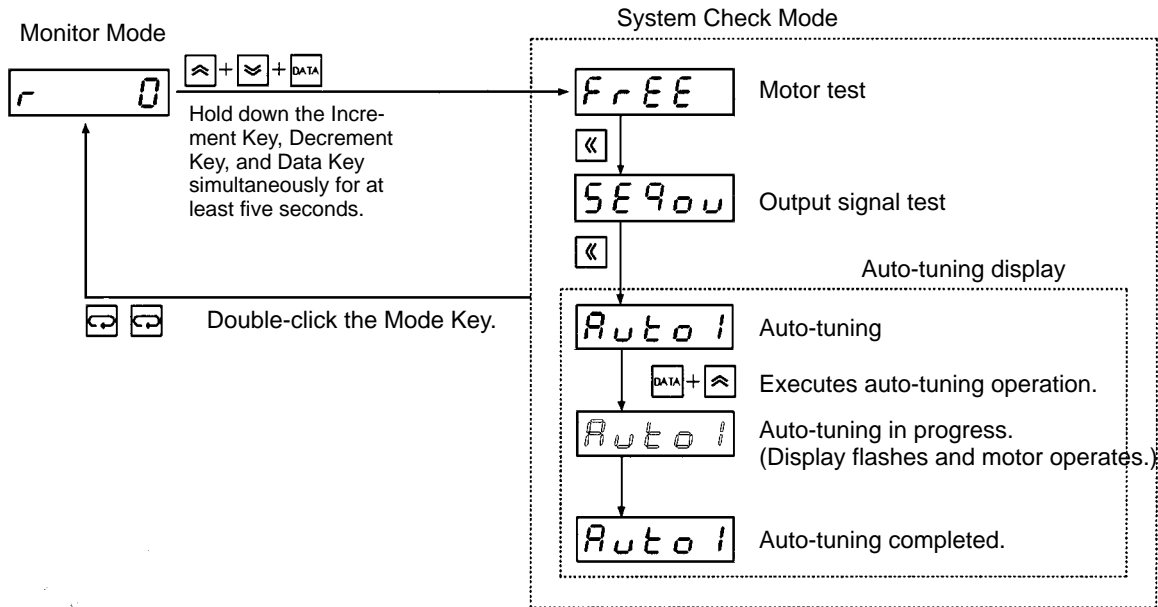 System Check Mode
Monitor Mode
r 0
+ + DATA
Hold down the Incre-
ment Key, Decrement
Key, and Data Key
simultaneously for at
least five seconds.
FrEE
Motor test
SE9ou
Output signal test
Auto-tuning display
Double-click the Mode Key.
Auto1
Auto-tuning
DATA +
Executes auto-tuning operation.
Auto1
Auto-tuning in progress.
(Display flashes and motor operates.)
Auto1
Auto-tuning completed.